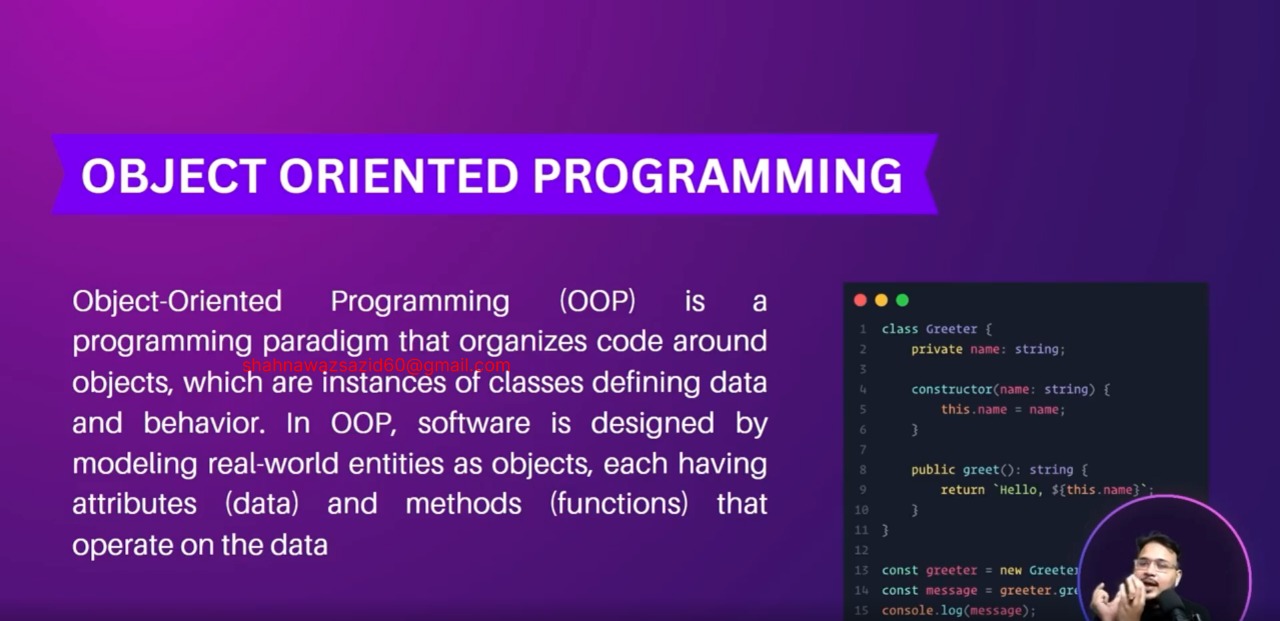 OBJECT ORIENTED PROGRAMMING
Object-Oriented Programming (OOP) is a
programming paradigm that organizes code around
shahnawazsazid60@gmail.com
objects, which are instances of classes defining data
and behavior. In OOP, software is designed by
modeling real-world entities as objects, each having
attributes (data) and methods (functions) that
operate on the data
1 class Greeter {
2 private name: string;
3
4 constructor(name: string) {
5 this.name = name;
6 }
7
8 public greet(): string {
9 return `Hello, ${this.name}`;
10 }
11 }
12
13 const greeter = new Greeter
14 const message = greeter.gre
15 console.log(message);